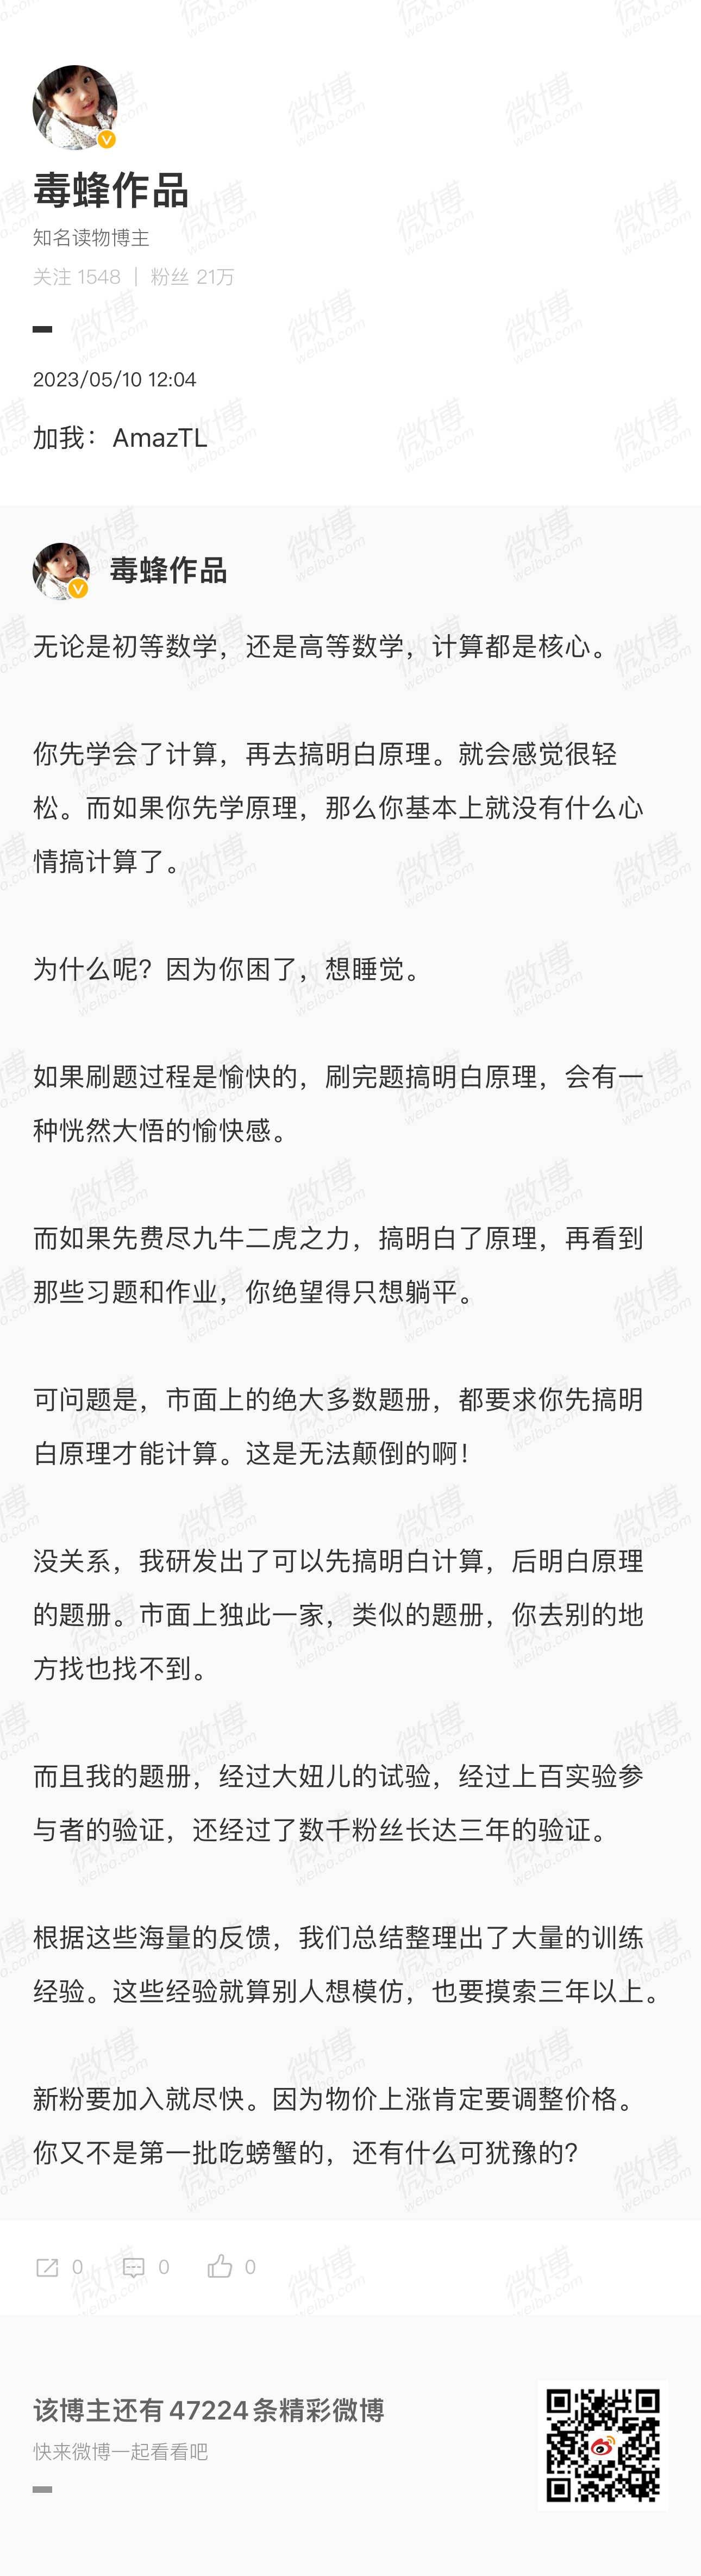 毒蜂作品
知名读物博主
关注 1548 | 粉丝 21万
2023/05/10 12:04
加我：AmazTL
毒蜂作品
无论是初等数学，还是高等数学，计算都是核心。
你先学会了计算，再去搞明白原理。就会感觉很轻
松。而如果你先学原理，那么你基本上就没有什么心
情搞计算了。
为什么呢？因为你困了，想睡觉。
如果刷题过程是愉快的，刷完题搞明白原理，会有一
种恍然大悟的愉快感。
而如果先费尽九牛二虎之力，搞明白了原理，再看到
那些习题和作业，你绝望得只想躺平。
可问题是，市面上的绝大多数题册，都要求你先搞明
白原理才能计算。这是无法颠倒的啊！
没关系，我研发出了可以先搞明白计算，后明白原理
的题册。市面上独此一家，类似的题册，你去别的地
方找也找不到。
而且我的题册，经过大妞儿的试验，经过上百实验参
与者的验证，还经过了数千粉丝长达三年的验证。
根据这些海量的反馈，我们总结整理出了大量的训练
经验。这些经验就算别人想模仿，也要摸索三年以上。
新粉要加入就尽快。因为物价上涨肯定要调整价格。
你又不是第一批吃螃蟹的，还有什么可犹豫的？
0 0 0
该博主还有 47224 条精彩微博
快来微博一起看看吧
微博
weibo.com